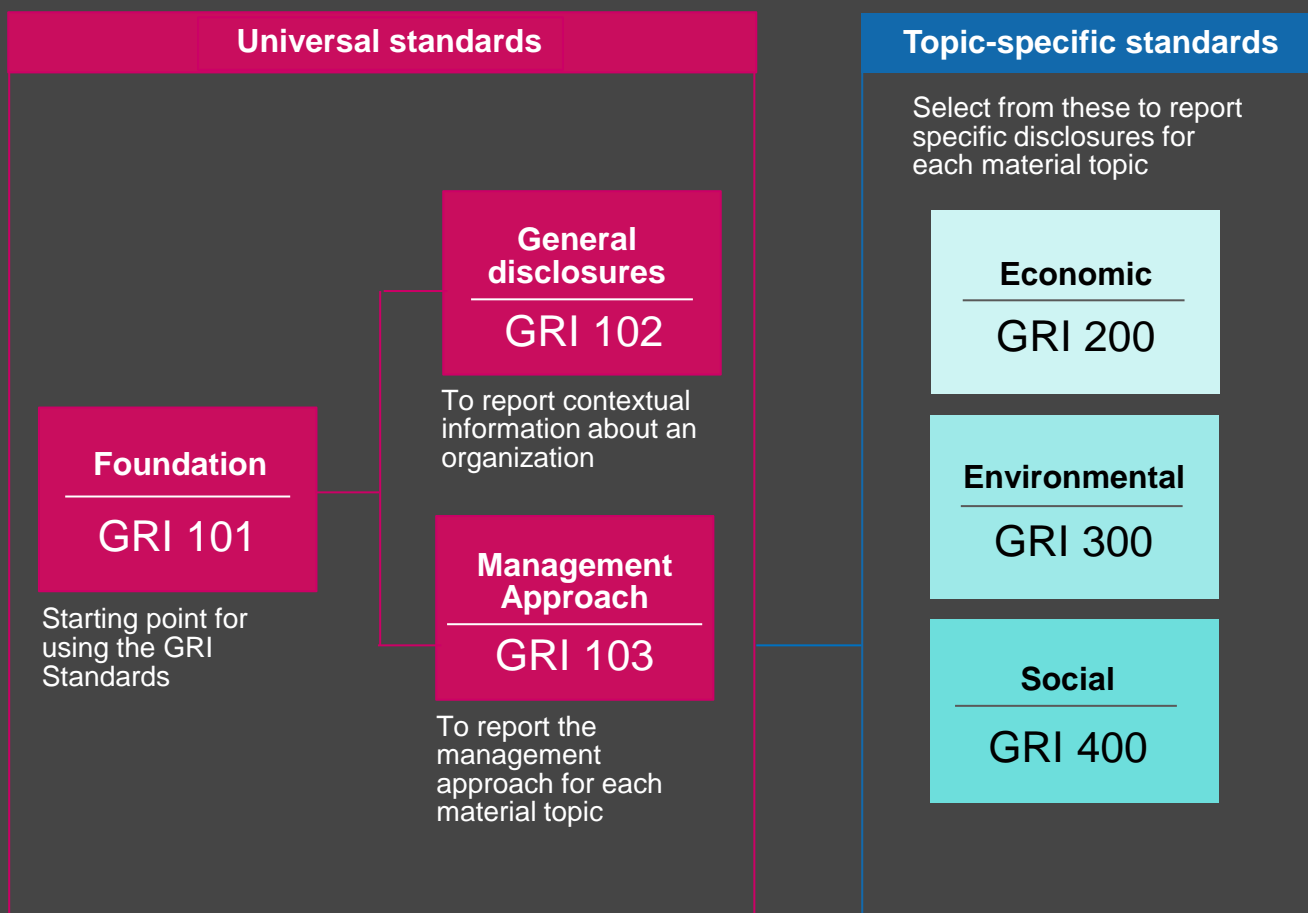 Universal standards
Foundation
GRI 101
Starting point for
using the GRI
Standards
General
disclosures
GRI 102
To report contextual
information about an
organization
Management
Approach
GRI 103
To report the
management
approach for each
material topic
Topic-specific standards
Select from these to report
specific disclosures for
each material topic
Economic
GRI 200
Environmental
GRI 300
Social
GRI 400